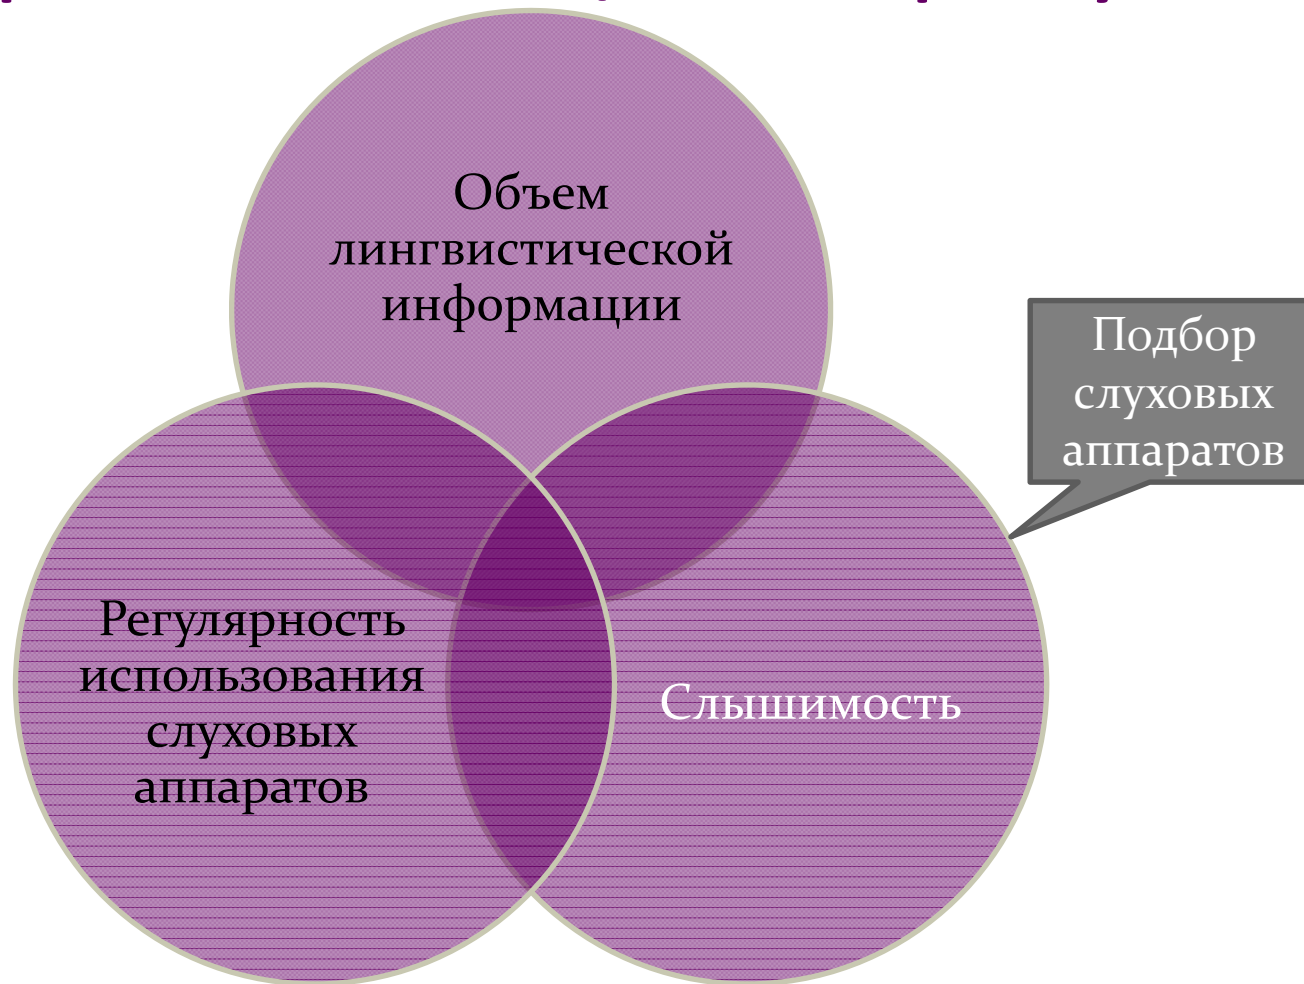 Объем
лингвистической
информации
Подбор
слуховых
аппаратов
Регулярность
использования
слуховых
аппаратов
Слышимость